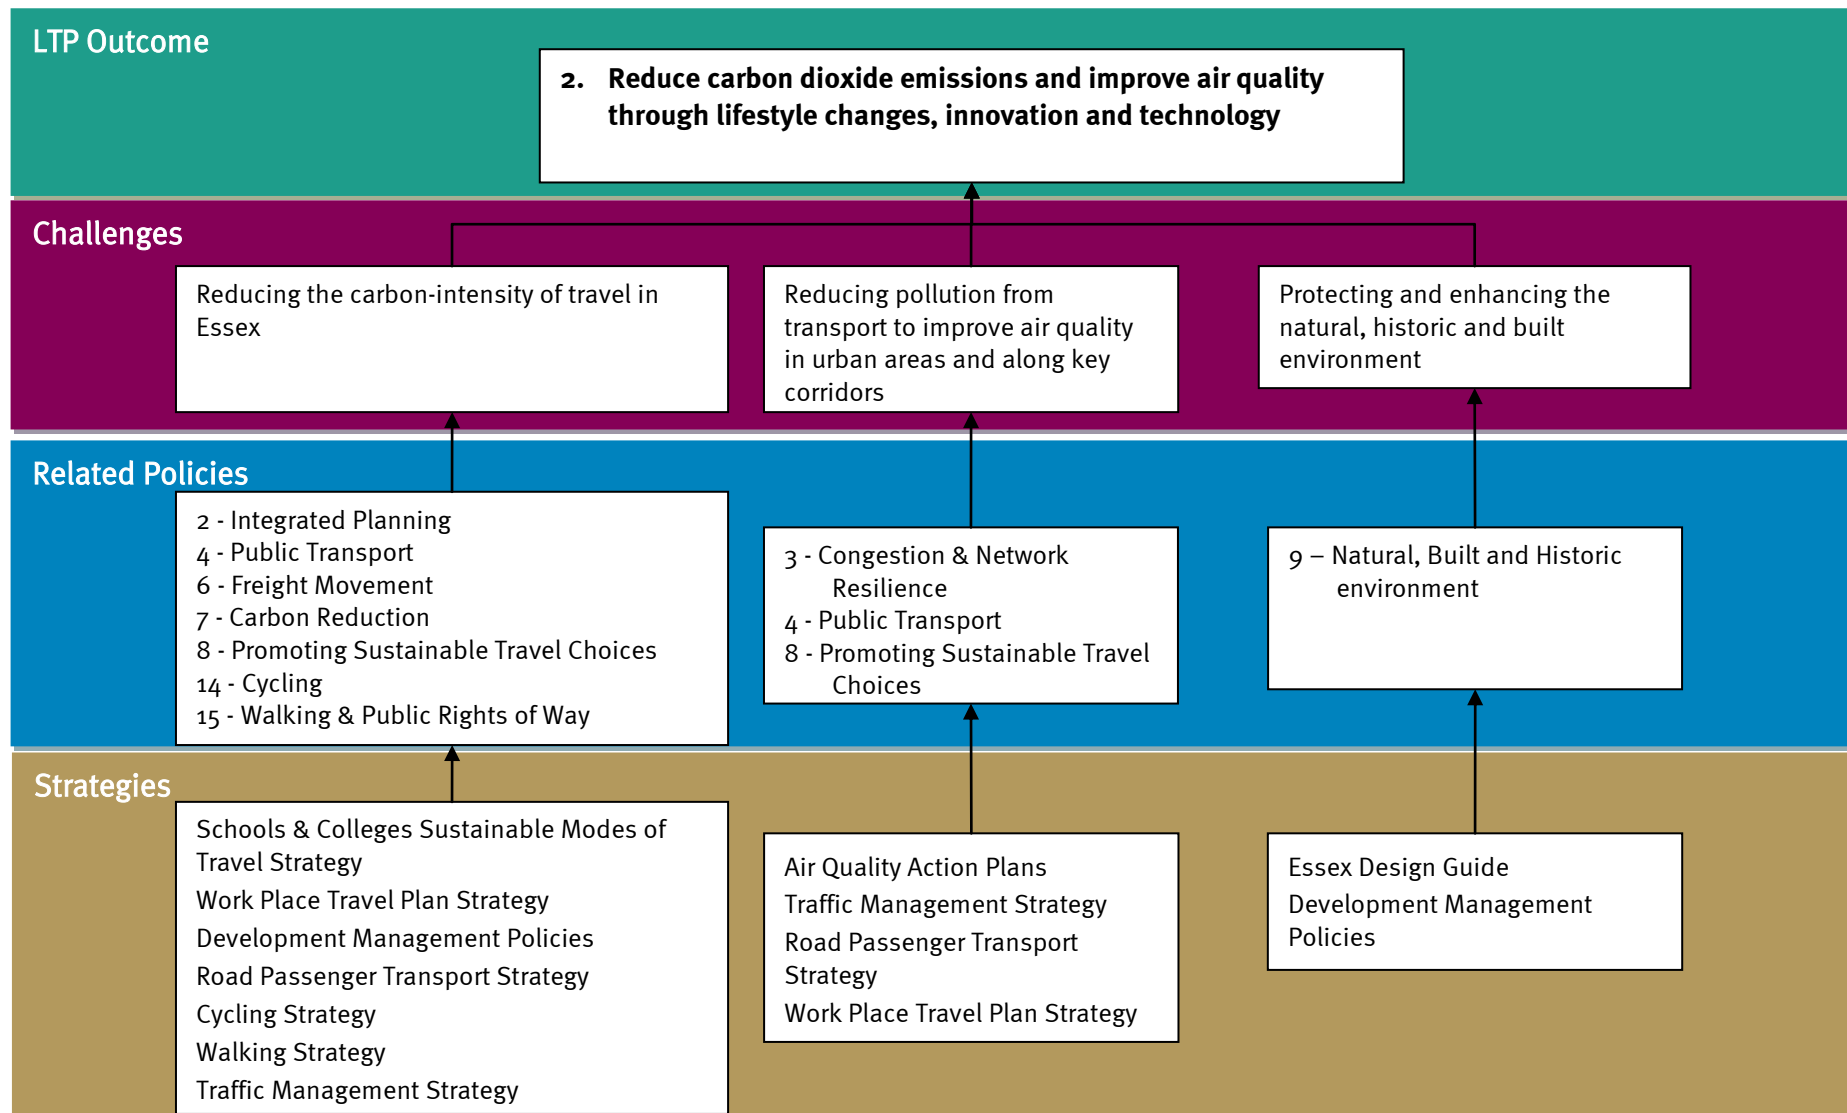 LTP Outcome
2. Reduce carbon dioxide emissions and improve air quality
through lifestyle changes, innovation and technology
Challenges
Reducing the carbon-intensity of travel in
Essex
Reducing pollution from
transport to improve air quality
in urban areas and along key
corridors
Protecting and enhancing the
natural, historic and built
environment
Related Policies
2 - Integrated Planning
4 - Public Transport
6 - Freight Movement
7 - Carbon Reduction
8 - Promoting Sustainable Travel Choices
14 - Cycling
15 - Walking & Public Rights of Way
3 - Congestion & Network
Resilience
4 - Public Transport
8 - Promoting Sustainable Travel
Choices
9 – Natural, Built and Historic
environment
Strategies
Schools & Colleges Sustainable Modes of
Travel Strategy
Work Place Travel Plan Strategy
Development Management Policies
Road Passenger Transport Strategy
Cycling Strategy
Walking Strategy
Traffic Management Strategy
Air Quality Action Plans
Traffic Management Strategy
Road Passenger Transport
Strategy
Work Place Travel Plan Strategy
Essex Design Guide
Development Management
Policies